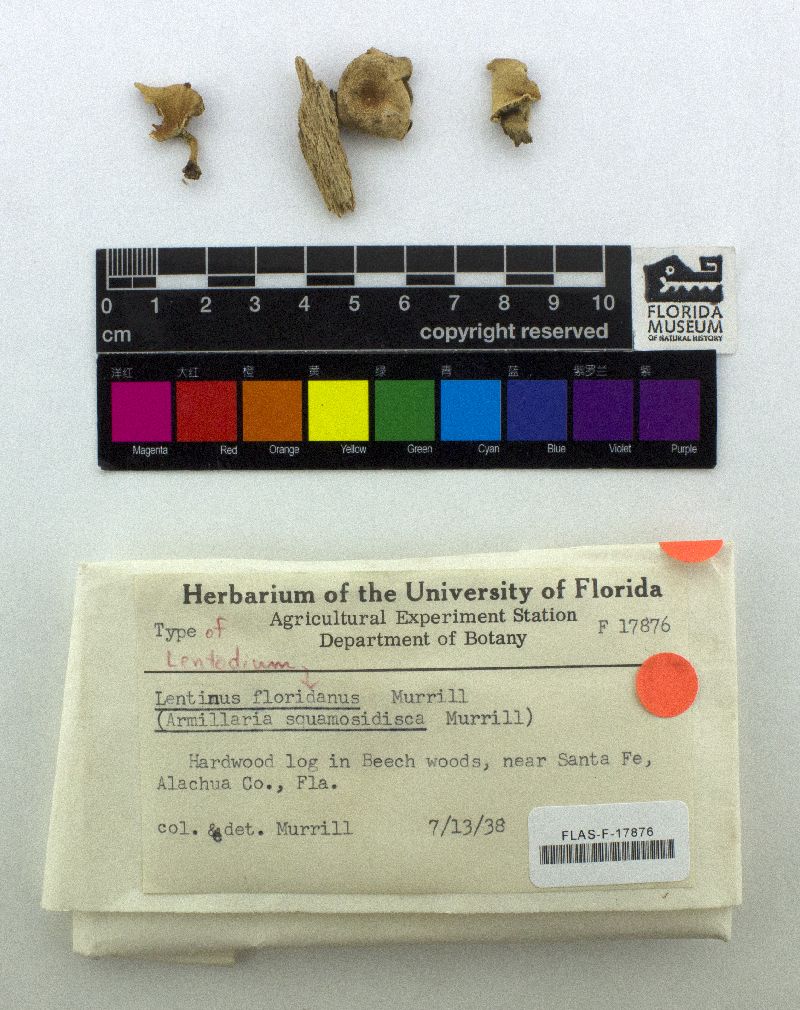 0 1 2 3 4 5 6 7 8 9 10
cm copyright reserved
FLORIDA
MUSEUM
OF NATURAL HISTORY
洋红 大红 橙 黄 绿 青 蓝 紫罗兰 紫
Magenta Red Orange Yellow Green Cyan Blue Violet Purple
Herbarium of the University of Florida
Agricultural Experiment Station
Department of Botany
Type of
F 17876
Lentodium
Lentinus floridanus Murrill
(Armillaria squamosidisca Murrill)
Hardwood log in Beech woods, near Santa Fe,
Alachua Co., Fla.
col. & det. Murrill 7/13/38
FLAS-F-17876